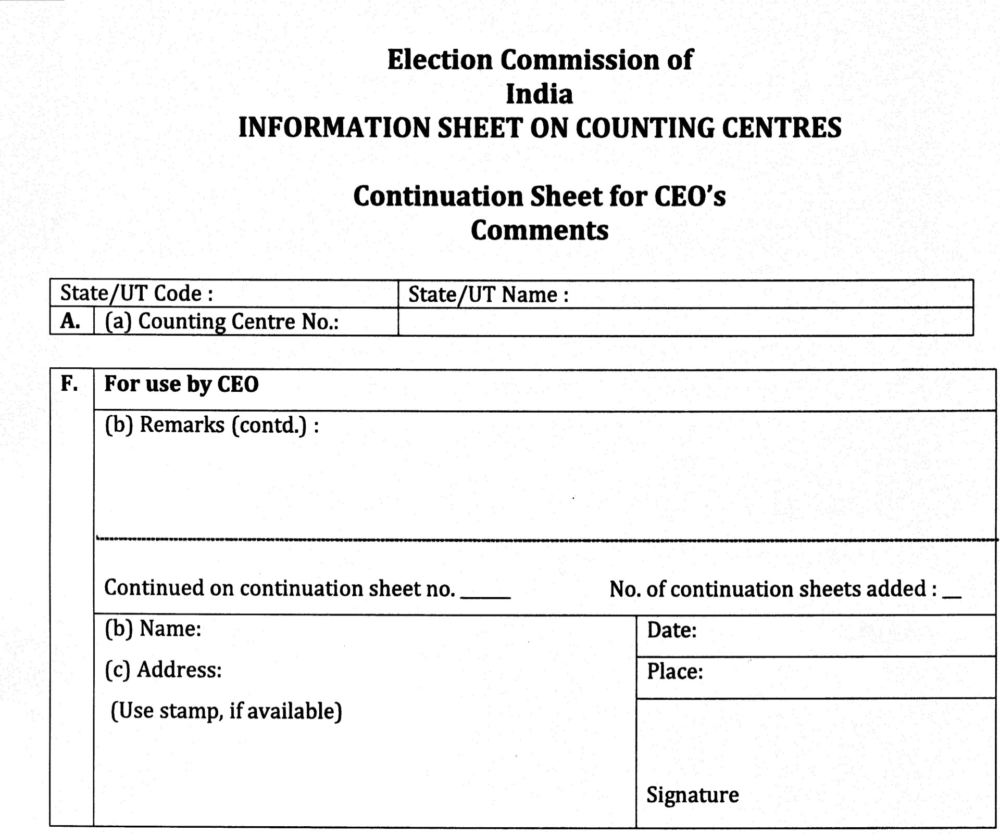 Election Commission of
India
INFORMATION SHEET ON COUNTING CENTRES
Continuation Sheet for CEO's
Comments
State/UT Code :
State/UT Name :
A. (a) Counting Centre No.:
F. For use by CEO
(b) Remarks (contd.) :
Continued on continuation sheet no. _____ No. of continuation sheets added : __
(b) Name:
Date:
(c) Address:
Place:
(Use stamp, if available)
Signature